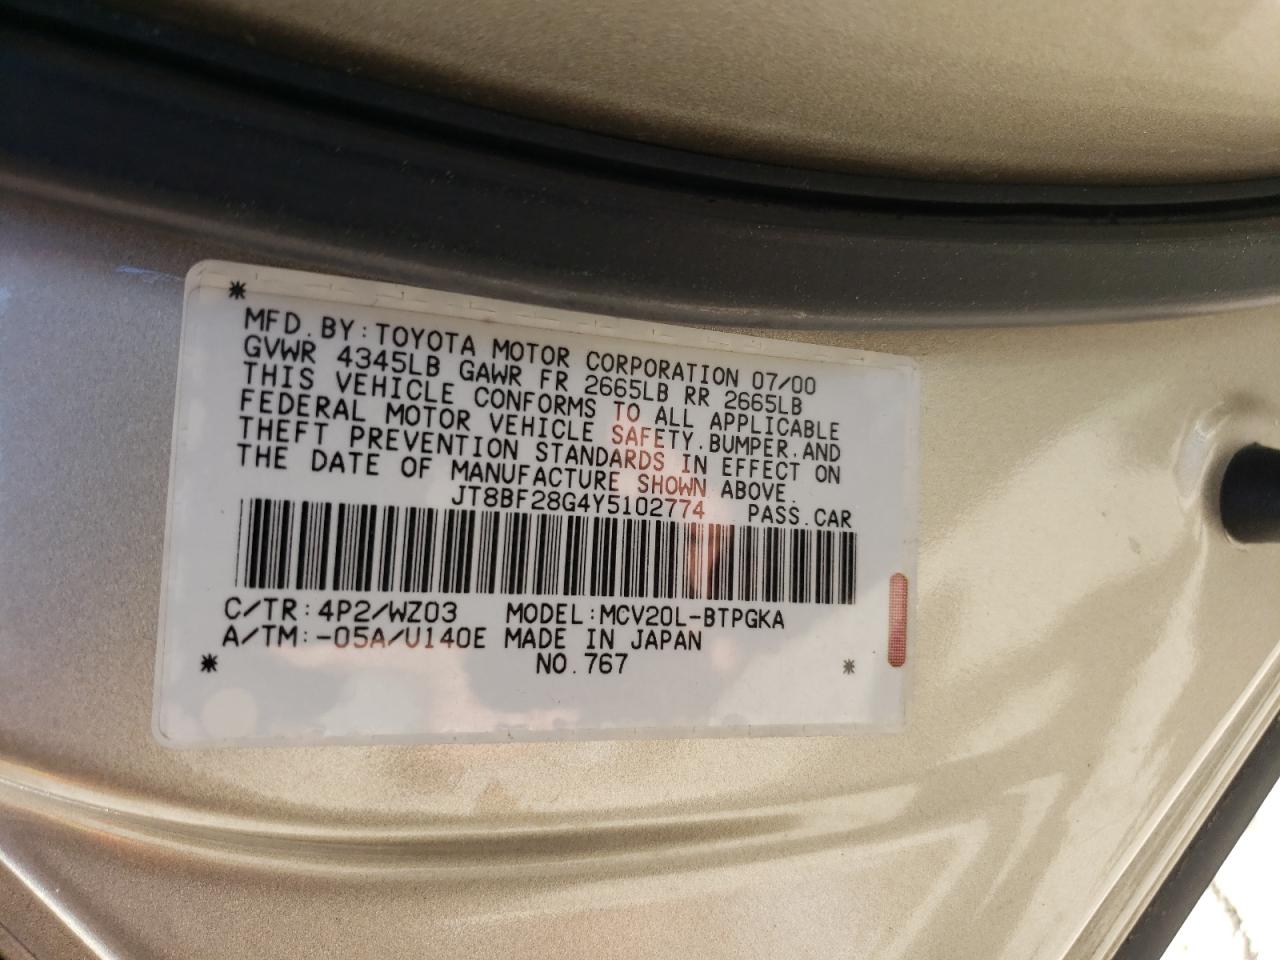 *
MFD. BY: TOYOTA MOTOR CORPORATION 07/00
GVWR 4345LB GAWR FR 2665LB RR 2665LB
THIS VEHICLE CONFORMS TO ALL APPLICABLE
FEDERAL MOTOR VEHICLE SAFETY.BUMPER.AND
THEFT PREVENTION STANDARDS IN EFFECT ON
THE DATE OF MANUFACTURE SHOWN ABOVE.
JT8BF28G4Y5102774 PASS.CAR
C/TR:4P2/WZ03 MODEL:MCV20L-BTPGKA
A/TM:-05A/U140E MADE IN JAPAN
* NO.767 *